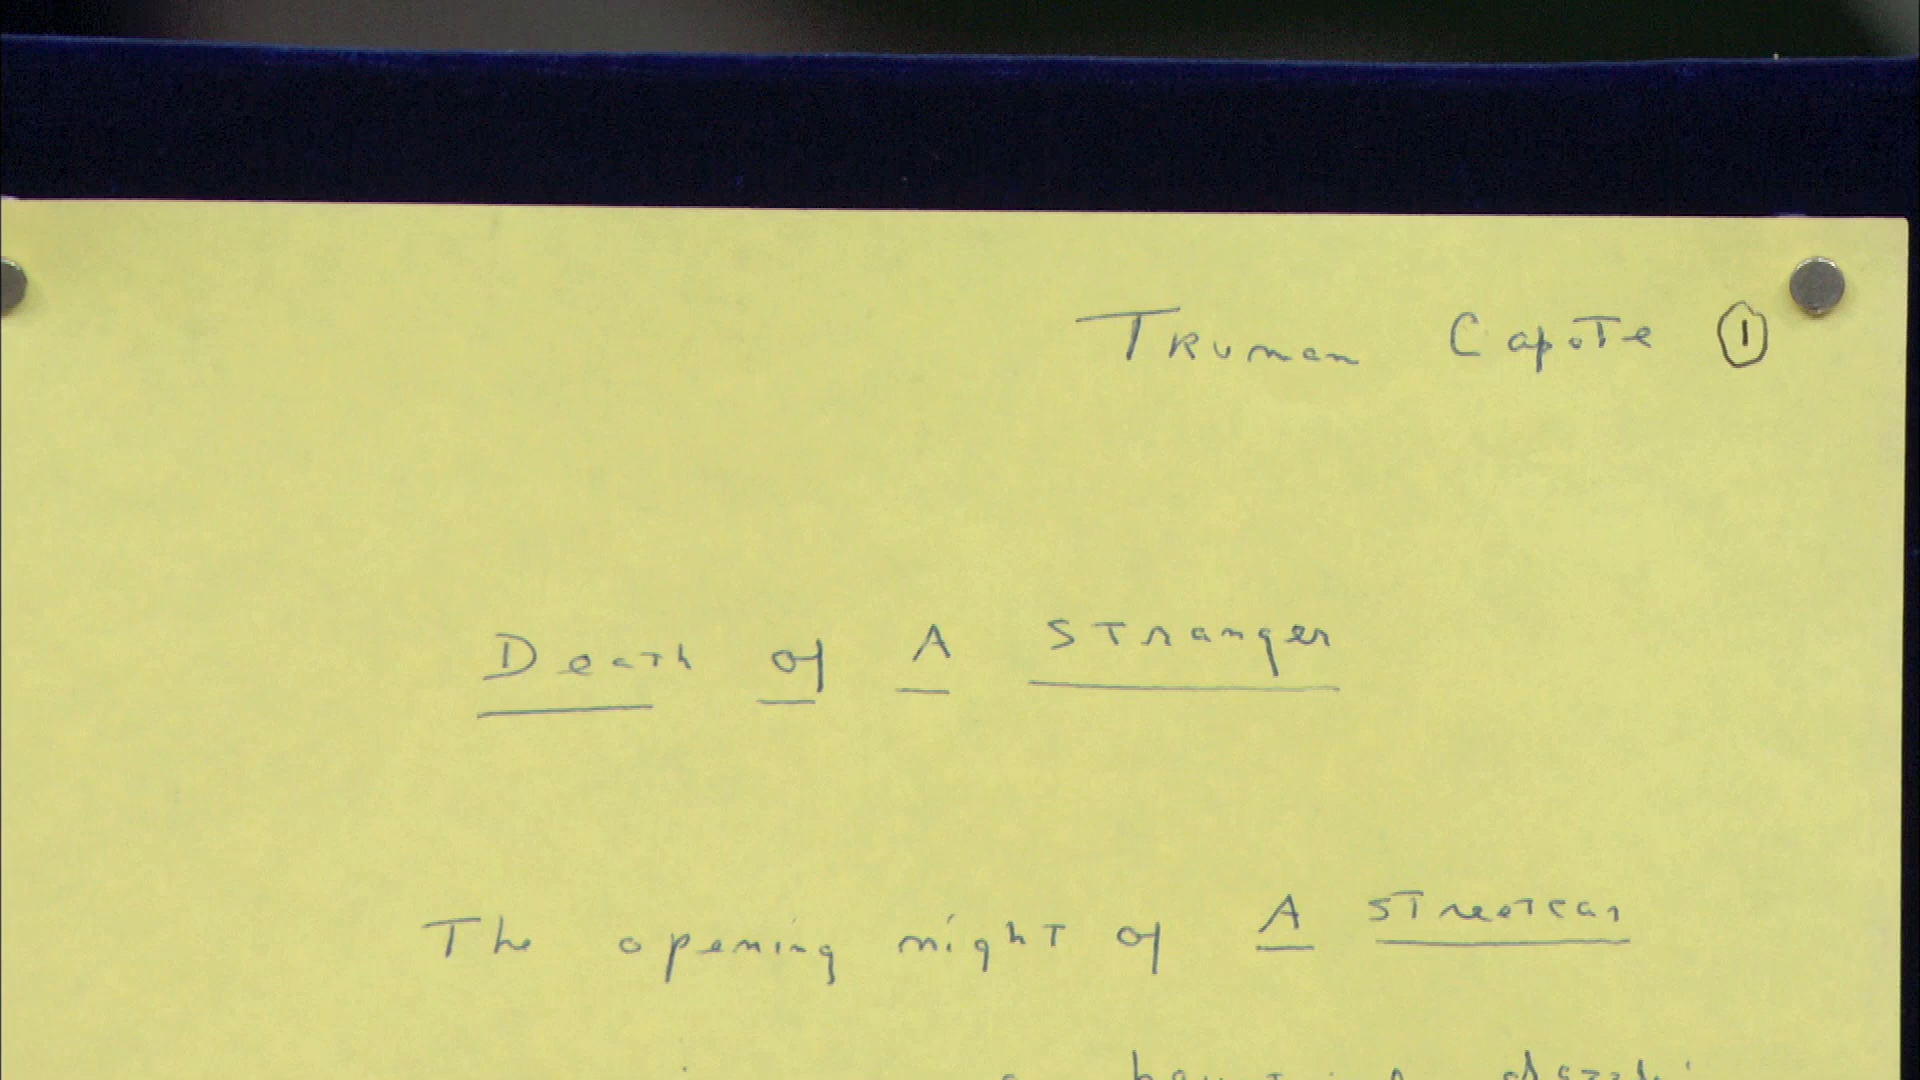 Truman Capote ①
Death of A Stranger
The opening night of A Streetcar